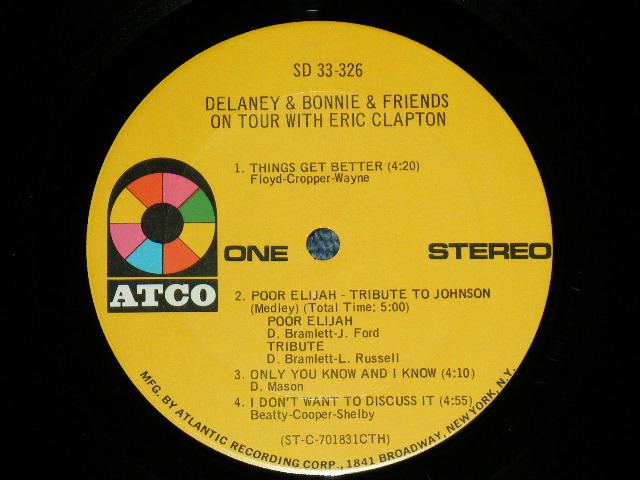 SD 33-326
DELANEY & BONNIE & FRIENDS
ON TOUR WITH ERIC CLAPTON
1. THINGS GET BETTER (4:20)
Floyd-Cropper-Wayne
ATCO
ONE
STEREO
2. POOR ELIJAH - TRIBUTE TO JOHNSON
(Medley) (Total Time: 5:00)
POOR ELIJAH
D. Bramlett-J. Ford
TRIBUTE
D. Bramlett-L. Russell
3. ONLY YOU KNOW AND I KNOW (4:10)
D. Mason
4. I DON'T WANT TO DISCUSS IT (4:55)
Beatty-Cooper-Shelby
(ST-C-701831CTH)
MFG. BY ATLANTIC RECORDING CORP., 1841 BROADWAY, NEW YORK, N.Y.